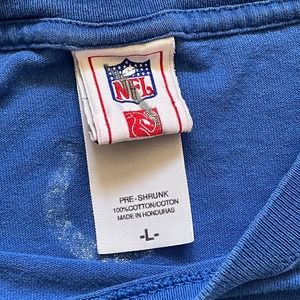 NFL
PRE-SHRUNK
100%COTTON/COTON
MADE IN HONDURAS
-L-